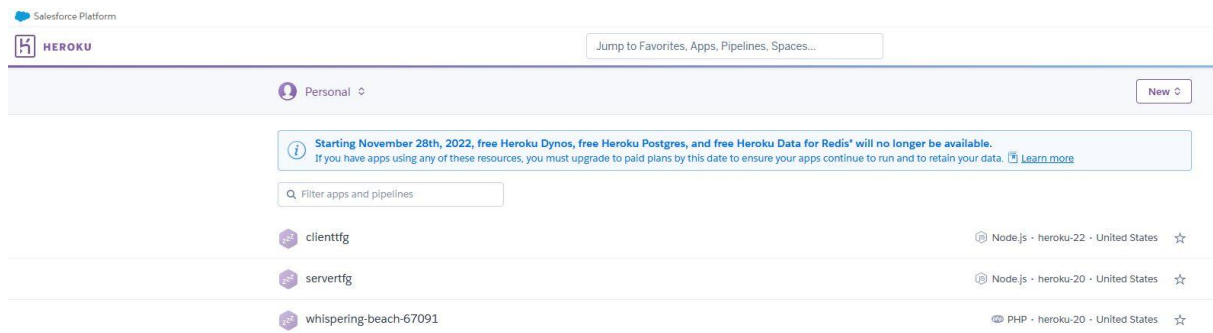 Salesforce Platform
HEROKU
Jump to Favorites, Apps, Pipelines, Spaces...
Personal
New
Starting November 28th, 2022, free Heroku Dynos, free Heroku Postgres, and free Heroku Data for Redis® will no longer be available.
If you have apps using any of these resources, you must upgrade to paid plans by this date to ensure your apps continue to run and to retain your data. Learn more
Filter apps and pipelines
clienttfg
Node.js · heroku-22 · United States
servertfg
Node.js · heroku-20 · United States
whispering-beach-67091
PHP · heroku-20 · United States